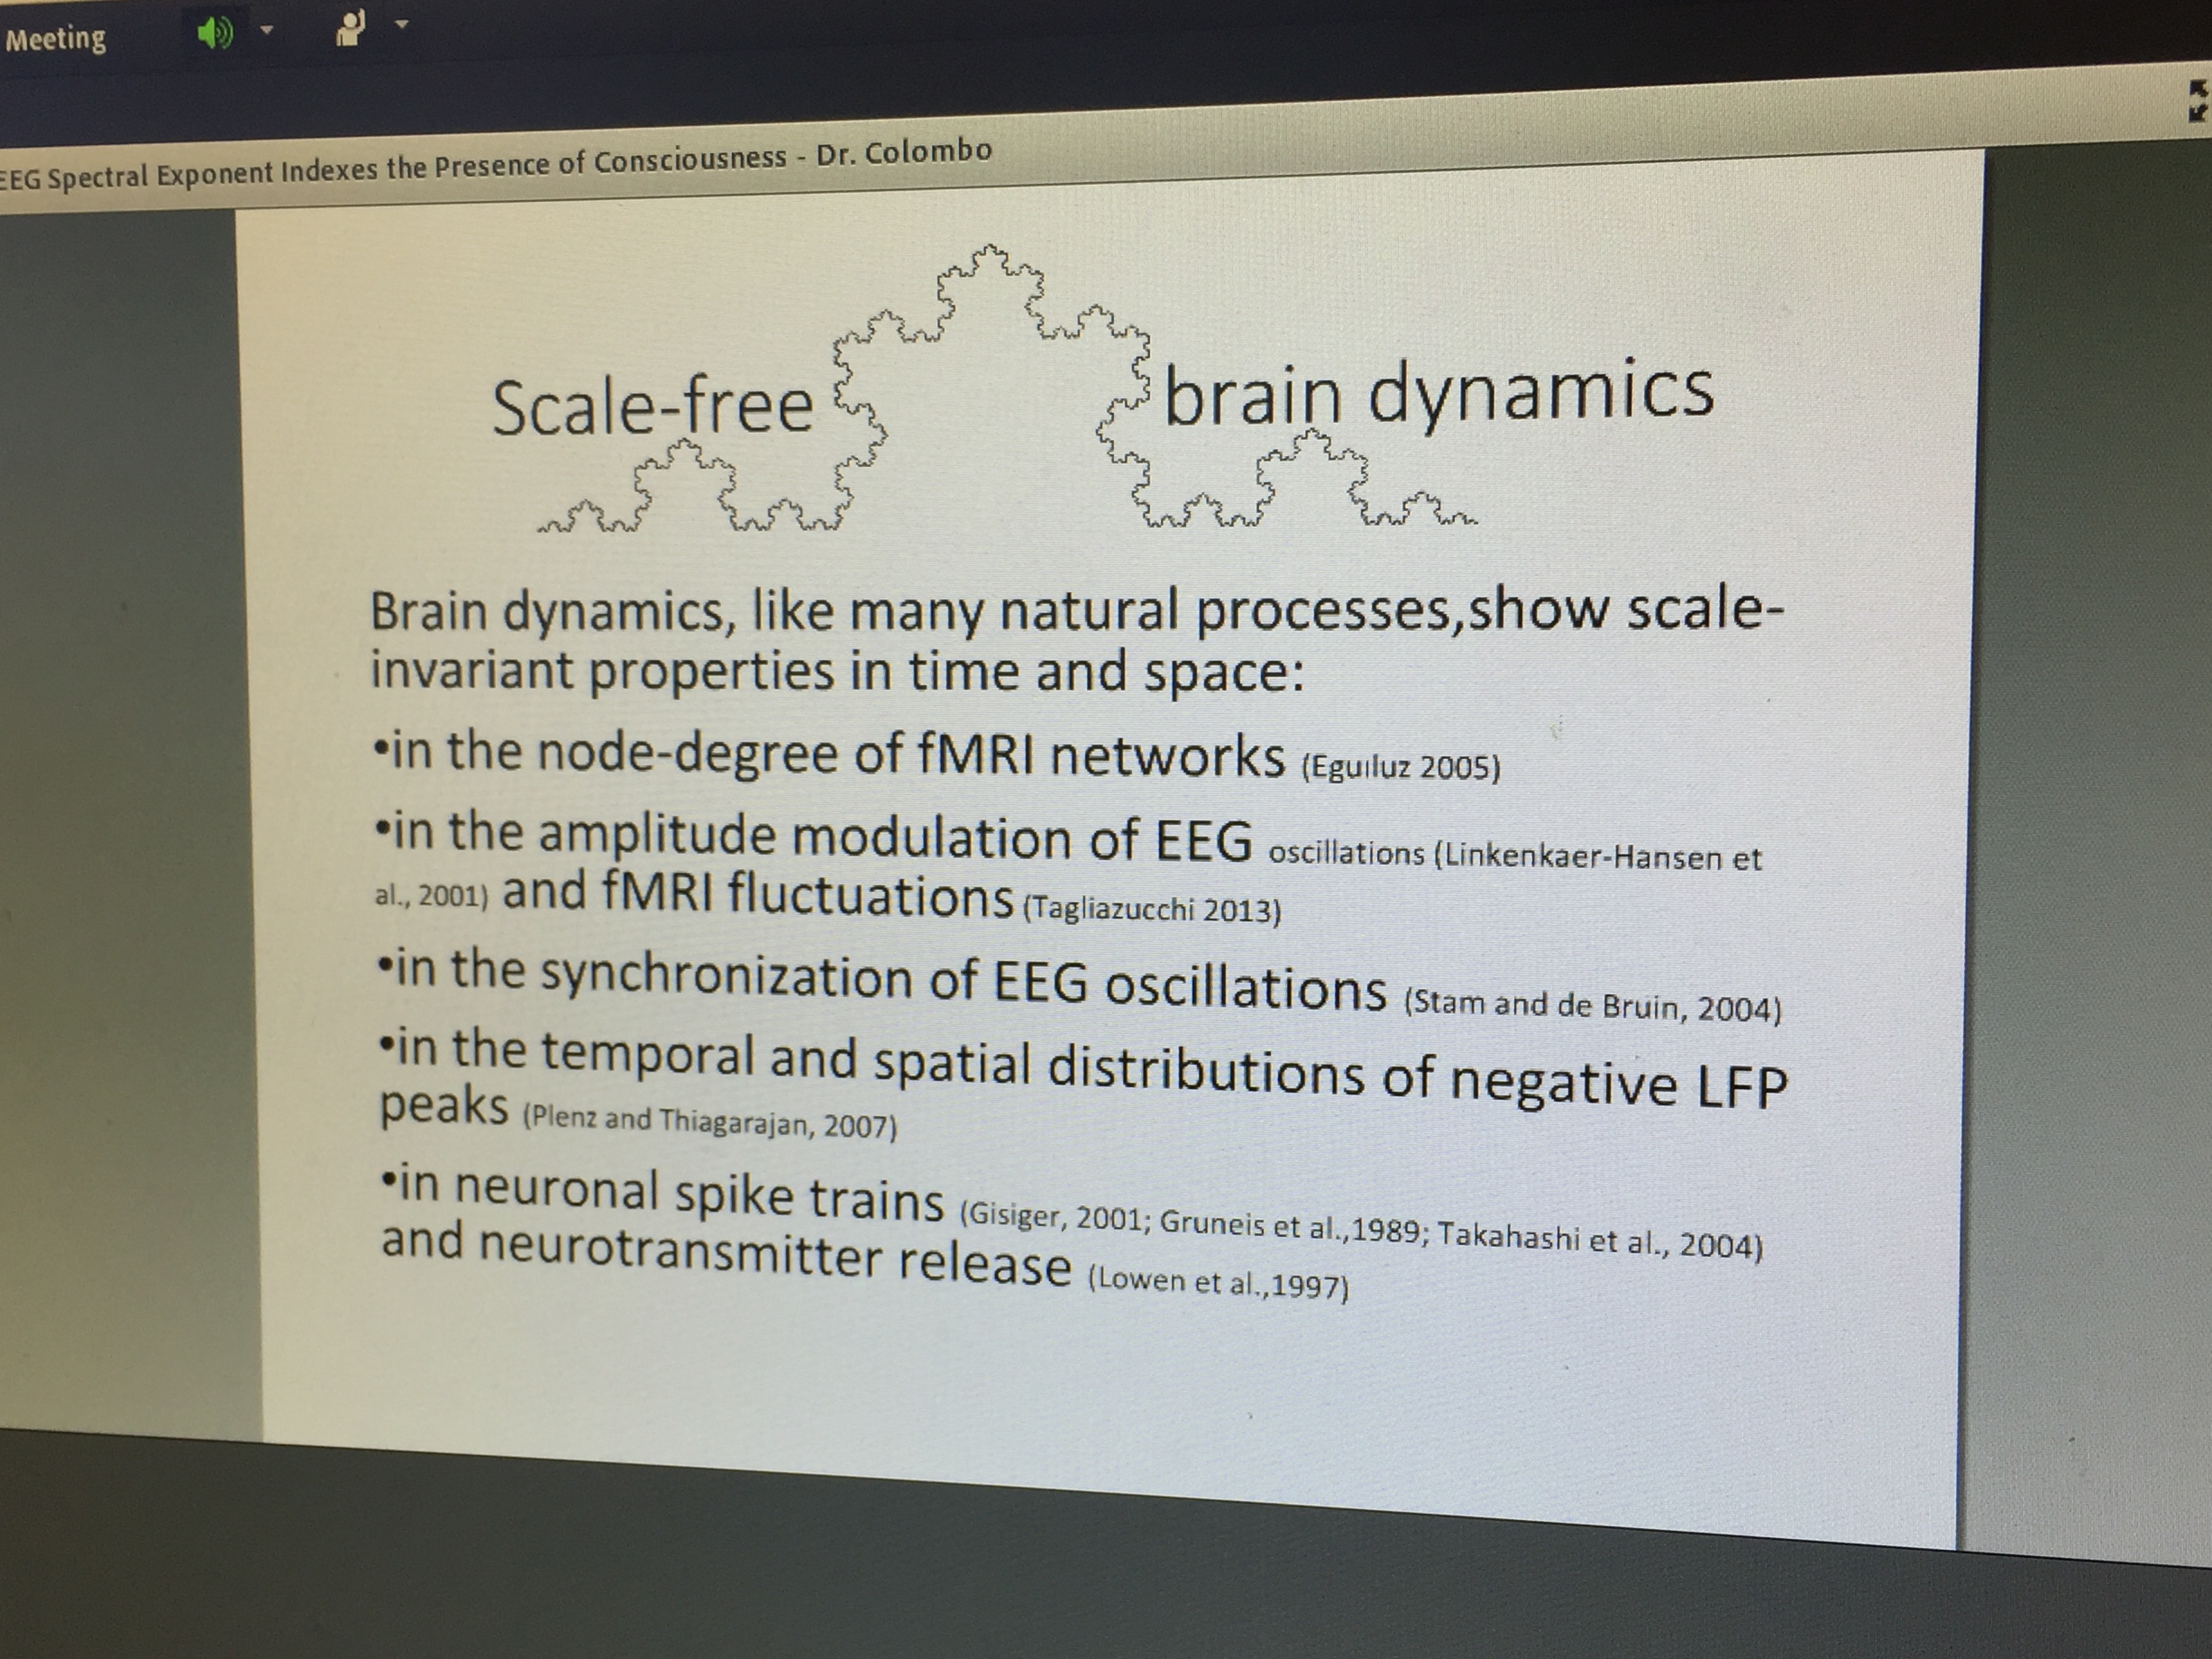 Meeting
EEG Spectral Exponent Indexes the Presence of Consciousness - Dr. Colombo
Scale-free brain dynamics
Brain dynamics, like many natural processes,show scale-
invariant properties in time and space:
•in the node-degree of fMRI networks (Eguiluz 2005)
•in the amplitude modulation of EEG oscillations (Linkenkaer-Hansen et
al., 2001) and fMRI fluctuations (Tagliazucchi 2013)
•in the synchronization of EEG oscillations (Stam and de Bruin, 2004)
•in the temporal and spatial distributions of negative LFP
peaks (Plenz and Thiagarajan, 2007)
•in neuronal spike trains (Gisiger, 2001; Gruneis et al.,1989; Takahashi et al., 2004)
and neurotransmitter release (Lowen et al.,1997)